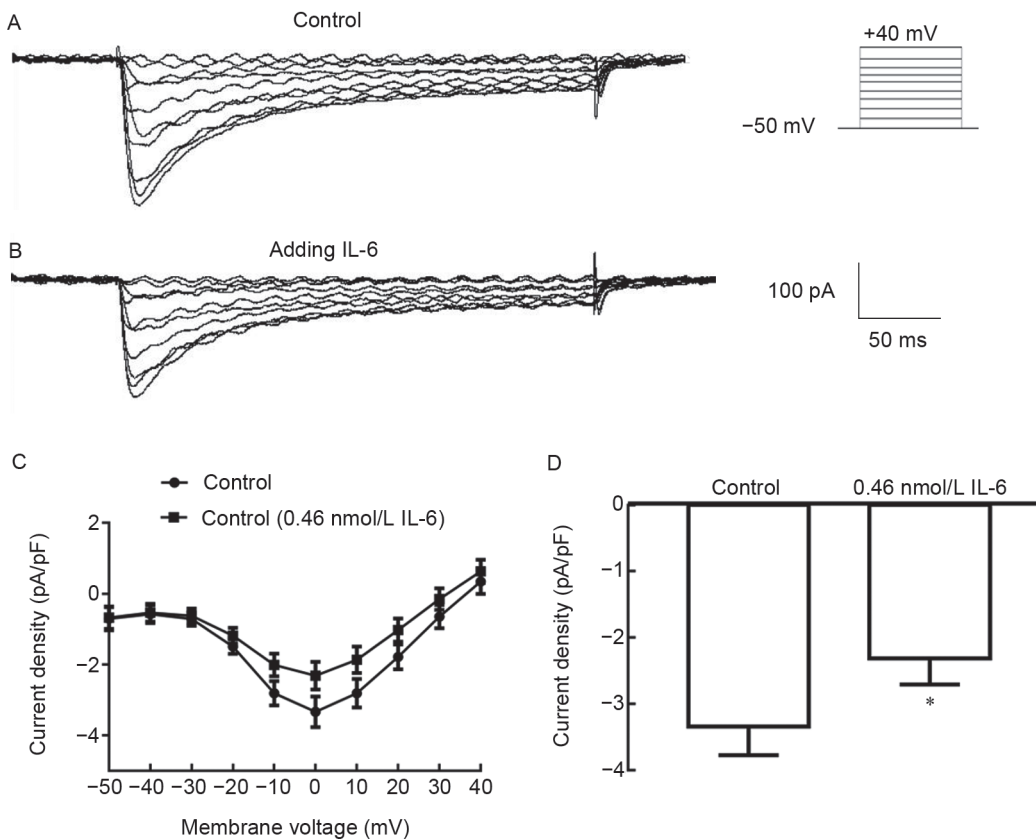 A
Control
+40 mV
−50 mV
B
Adding IL-6
100 pA
50 ms
C
Control
Control (0.46 nmol/L IL-6)
2
0
−2
−4
Current density (pA/pF)
−50 −40 −30 −20 −10 0 10 20 30 40
Membrane voltage (mV)
D
Control 0.46 nmol/L IL-6
0
−1
−2
−3
−4
Current density (pA/pF)
*